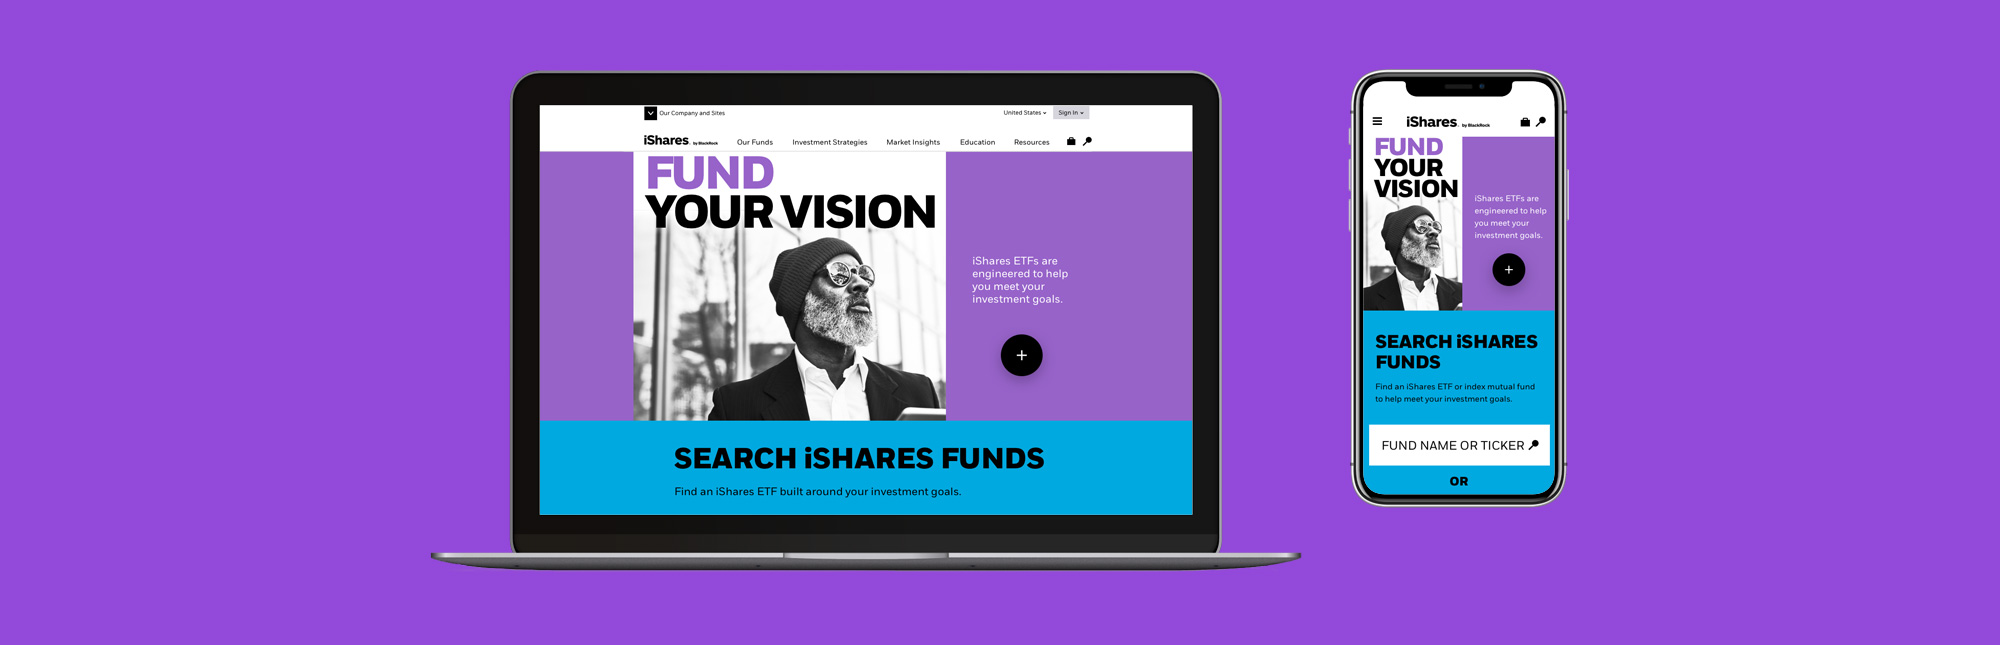 Our Company and Sites
United States
Sign In
iShares. by BlackRock
Our Funds
Investment Strategies
Market Insights
Education
Resources
FUND
YOUR VISION
iShares ETFs are
engineered to help
you meet your
investment goals.
+
SEARCH iSHARES FUNDS
Find an iShares ETF built around your investment goals.
iShares. by BlackRock
FUND
YOUR
VISION
iShares ETFs are
engineered to help
you meet your
investment goals.
+
SEARCH iSHARES
FUNDS
Find an iShares ETF or index mutual fund
to help meet your investment goals.
FUND NAME OR TICKER
OR